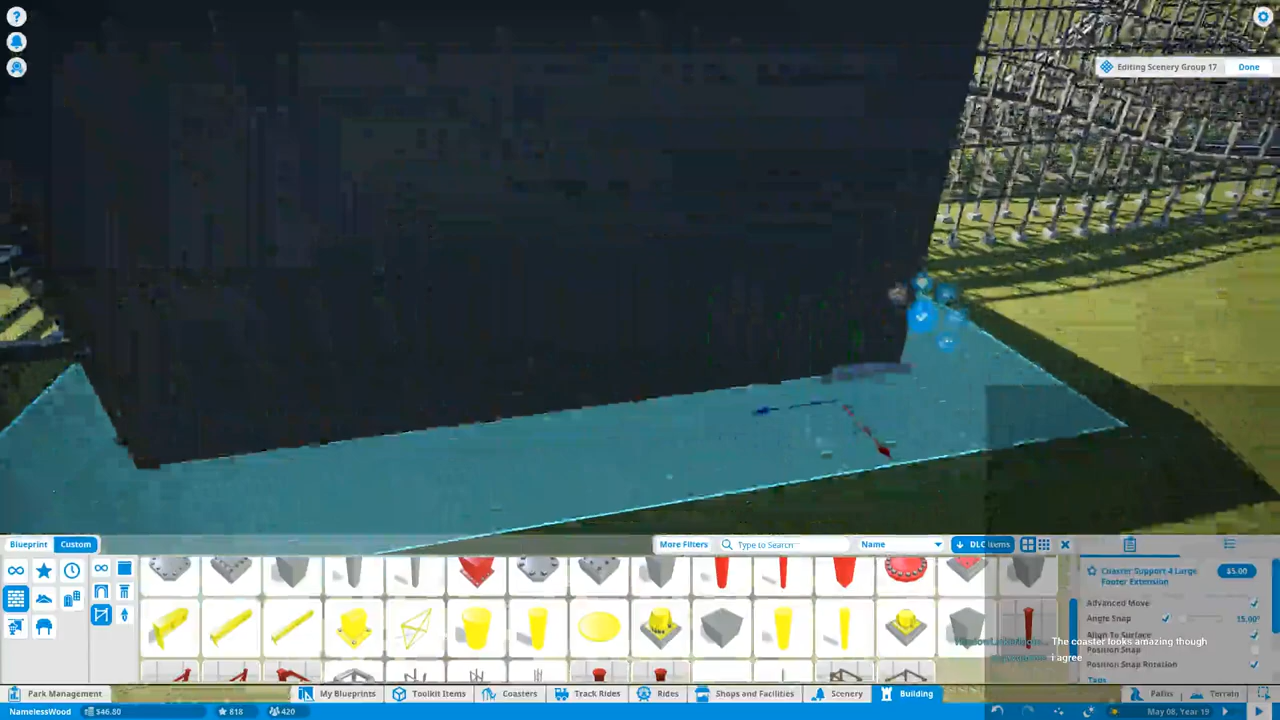 Editing Scenery Group 17 Done
Blueprint Custom More Filters Type to Search... Name DLC Items
Coaster Support 4 Large Footer Extension $5.00
Advanced Move
Angle Snap 15.00°
Align To Surface
Position Snap
Position Snap Rotation
Tags
The coaster looks amazing though
i agree
Park Management My Blueprints Toolkit Items Coasters Track Rides Rides Shops and Facilities Scenery Building Paths Terrain
NamelessWood $46.80 818 420 May 08, Year 19